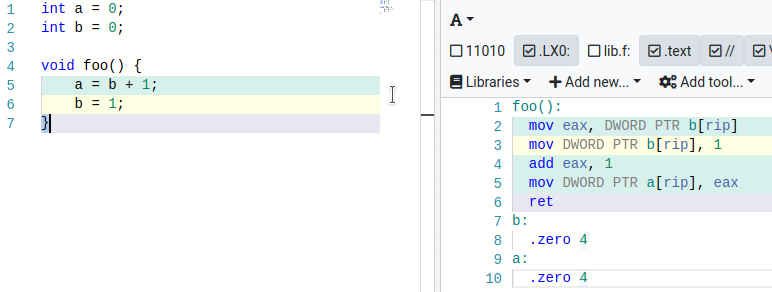 1 int a = 0;
2 int b = 0;
3
4 void foo() {
5 a = b + 1;
6 b = 1;
7 }
A
11010 .LX0: lib.f: .text //
Libraries Add new... Add tool...
1 foo():
2 mov eax, DWORD PTR b[rip]
3 mov DWORD PTR b[rip], 1
4 add eax, 1
5 mov DWORD PTR a[rip], eax
6 ret
7 b:
8 .zero 4
9 a:
10 .zero 4